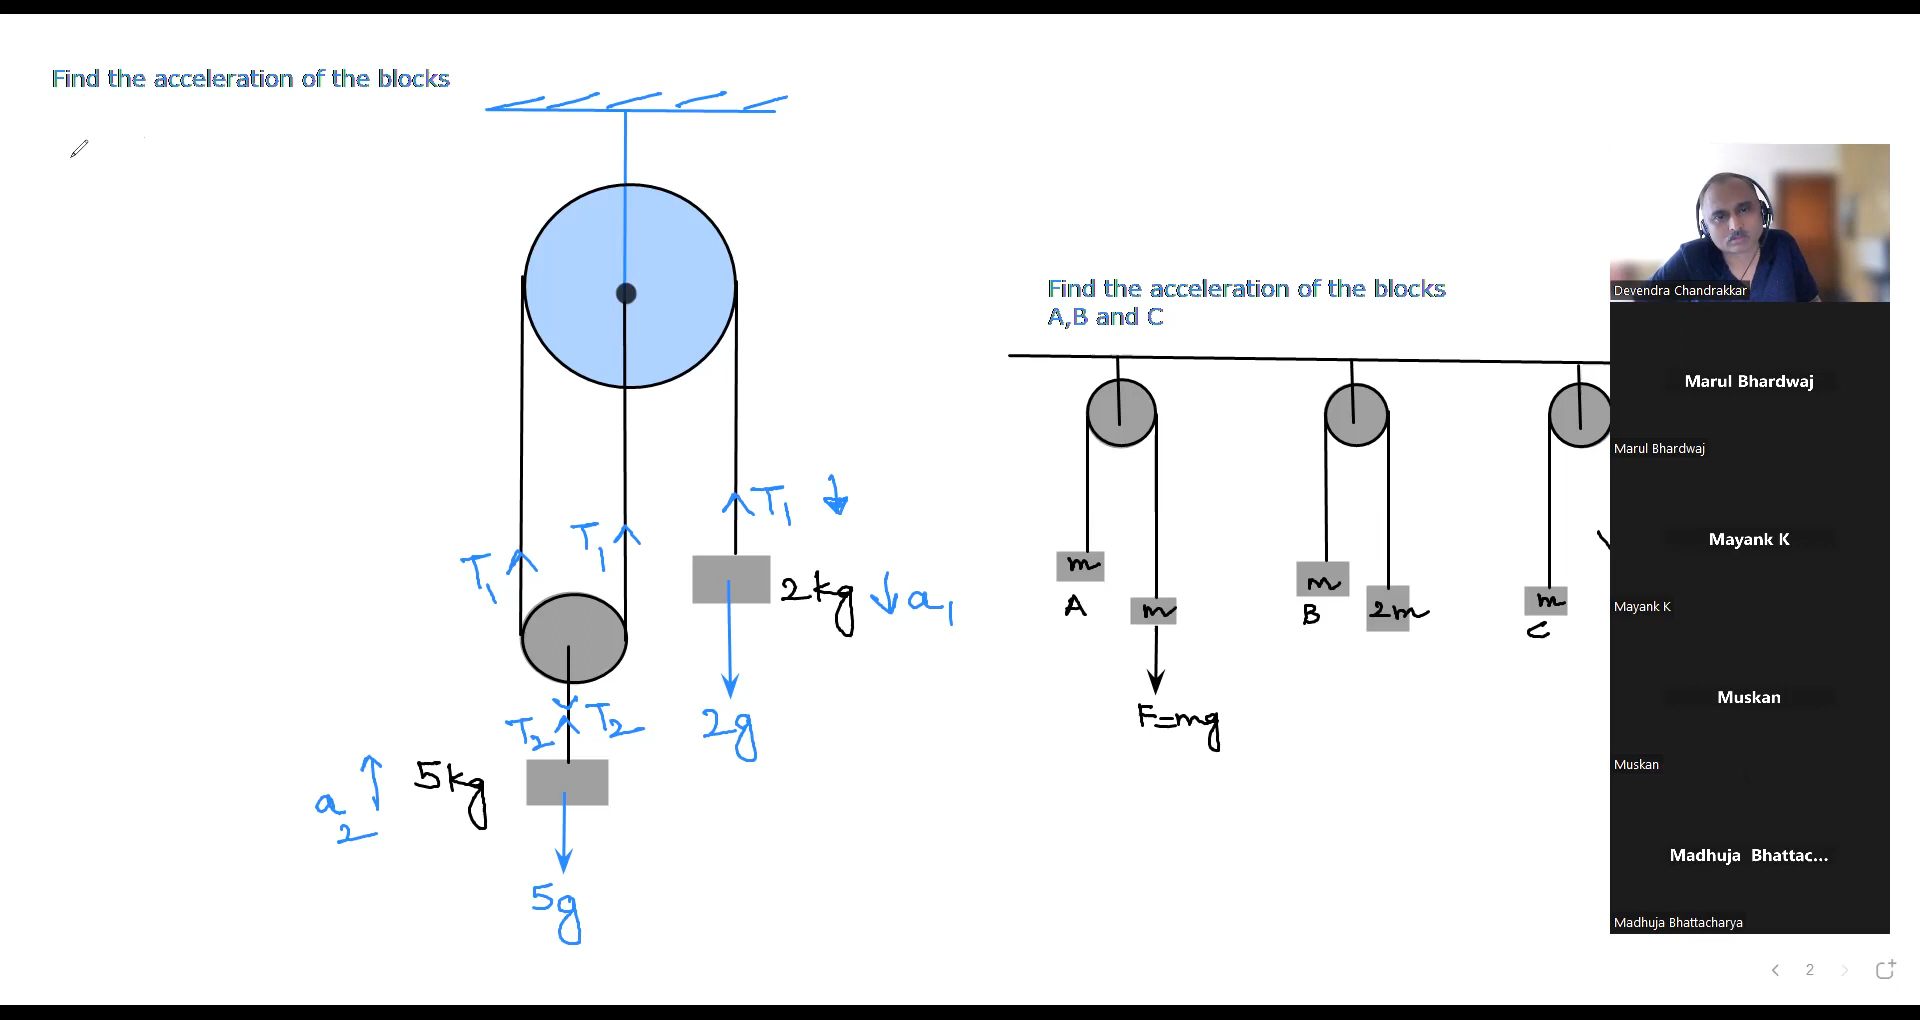 Find the acceleration of the blocks
T1
T1
T1
2kg
a1
T2
T2
2g
5kg
a2
5g
Find the acceleration of the blocks
A,B and C
m
A
m
F=mg
m
B
2m
m
C
Devendra Chandrakkar
Marul Bhardwaj
Marul Bhardwaj
Mayank K
Mayank K
Muskan
Muskan
Madhuja Bhattac...
Madhuja Bhattacharya
2